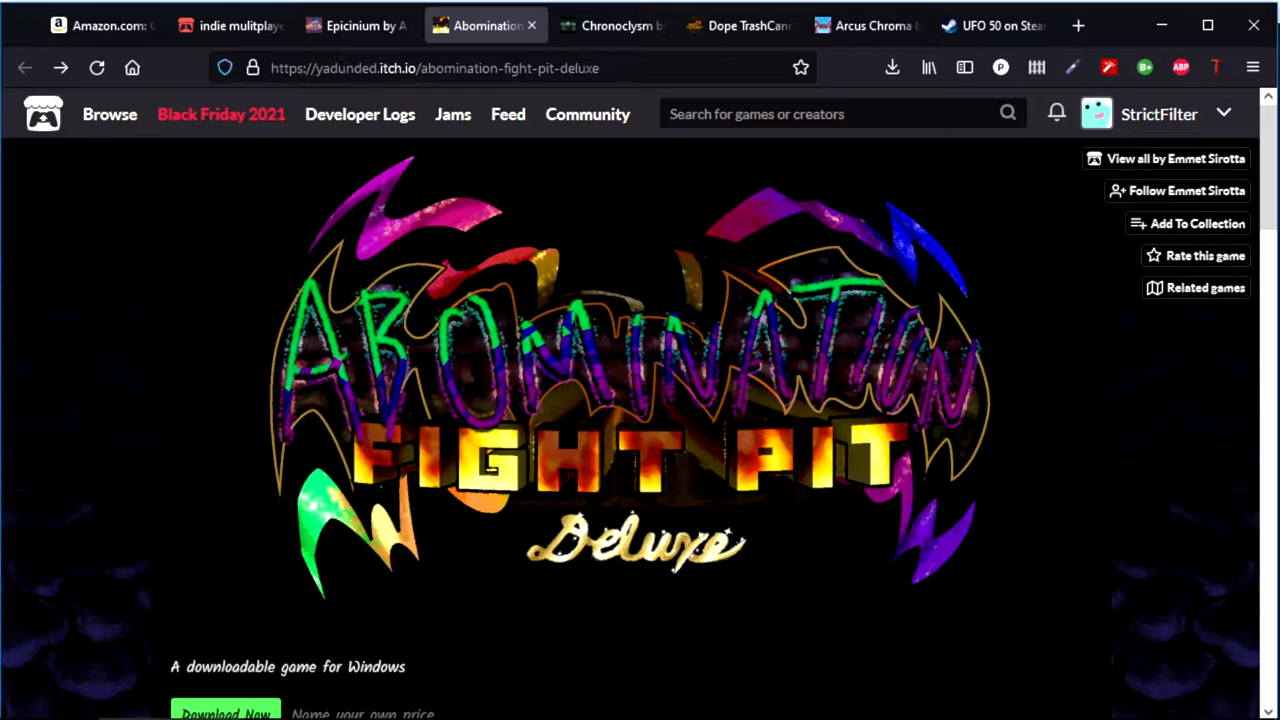 Amazon.com: C
indie mulitplaye
Epicinium by A
Abomination
Chronoclysm by
Dope TrashCann
Arcus Chroma b
UFO 50 on Stear
https://yadunded.itch.io/abomination-fight-pit-deluxe
Browse
Black Friday 2021
Developer Logs
Jams
Feed
Community
Search for games or creators
StrictFilter
View all by Emmet Sirotta
Follow Emmet Sirotta
Add To Collection
Rate this game
Related games
ABOMINATION
FIGHT PIT
Deluxe
A downloadable game for Windows
Download Now
Name your own price